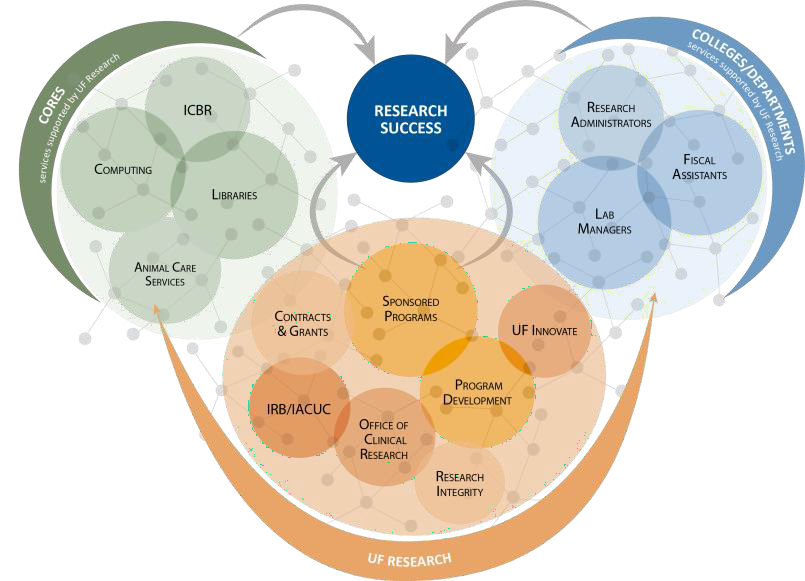 CORES
services supported by UF Research
ICBR
COMPUTING
LIBRARIES
ANIMAL CARE
SERVICES
RESEARCH
SUCCESS
COLLEGES/DEPARTMENTS
services supported by UF Research
RESEARCH
ADMINISTRATORS
FISCAL
ASSISTANTS
LAB
MANAGERS
CONTRACTS
& GRANTS
SPONSORED
PROGRAMS
UF INNOVATE
IRB/IACUC
OFFICE OF
CLINICAL
RESEARCH
PROGRAM
DEVELOPMENT
RESEARCH
INTEGRITY
UF RESEARCH